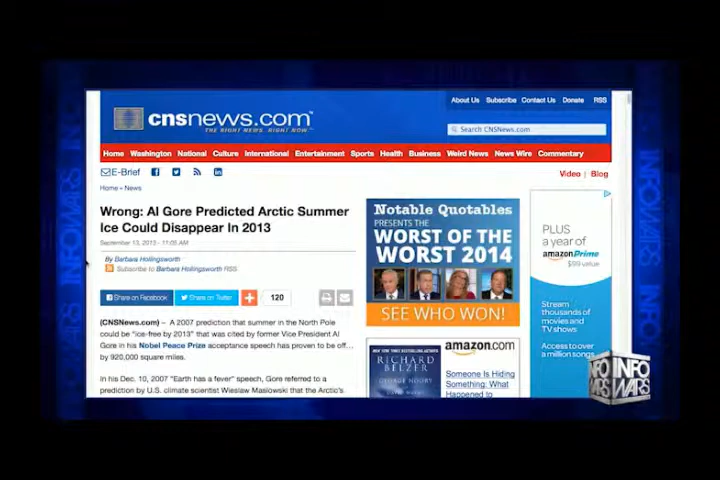 About Us Subscribe Contact Us Donate RSS
cnsnews.com
THE RIGHT NEWS. RIGHT NOW.
Search CNSNews.com
Home Washington National Culture International Entertainment Sports Health Business Weird News News Wire Commentary
E-Brief
Video | Blog
Home » News
Wrong: Al Gore Predicted Arctic Summer
Ice Could Disappear In 2013
September 13, 2013 - 11:05 AM
By Barbara Hollingsworth
Subscribe to Barbara Hollingsworth RSS
Share on Facebook Share on Twitter 120
(CNSNews.com) – A 2007 prediction that summer in the North Pole
could be "ice-free by 2013" that was cited by former Vice President Al
Gore in his Nobel Peace Prize acceptance speech has proven to be off…
by 920,000 square miles.
In his Dec. 10, 2007 "Earth has a fever" speech, Gore referred to a
prediction by U.S. climate scientist Wieslaw Maslowski that the Arctic's
Notable Quotables
PRESENTS THE
WORST OF THE
WORST 2014
SEE WHO WON!
RICHARD
BELZER
GEORGE NOORY
amazon.com
Someone Is Hiding
Something: What
Happened to
PLUS
a year of
amazonPrime
$99 value
Stream
thousands of
movies and
TV shows
Access to over
a million songs
INFO
WARS
INFO
WARS
INFOWARS